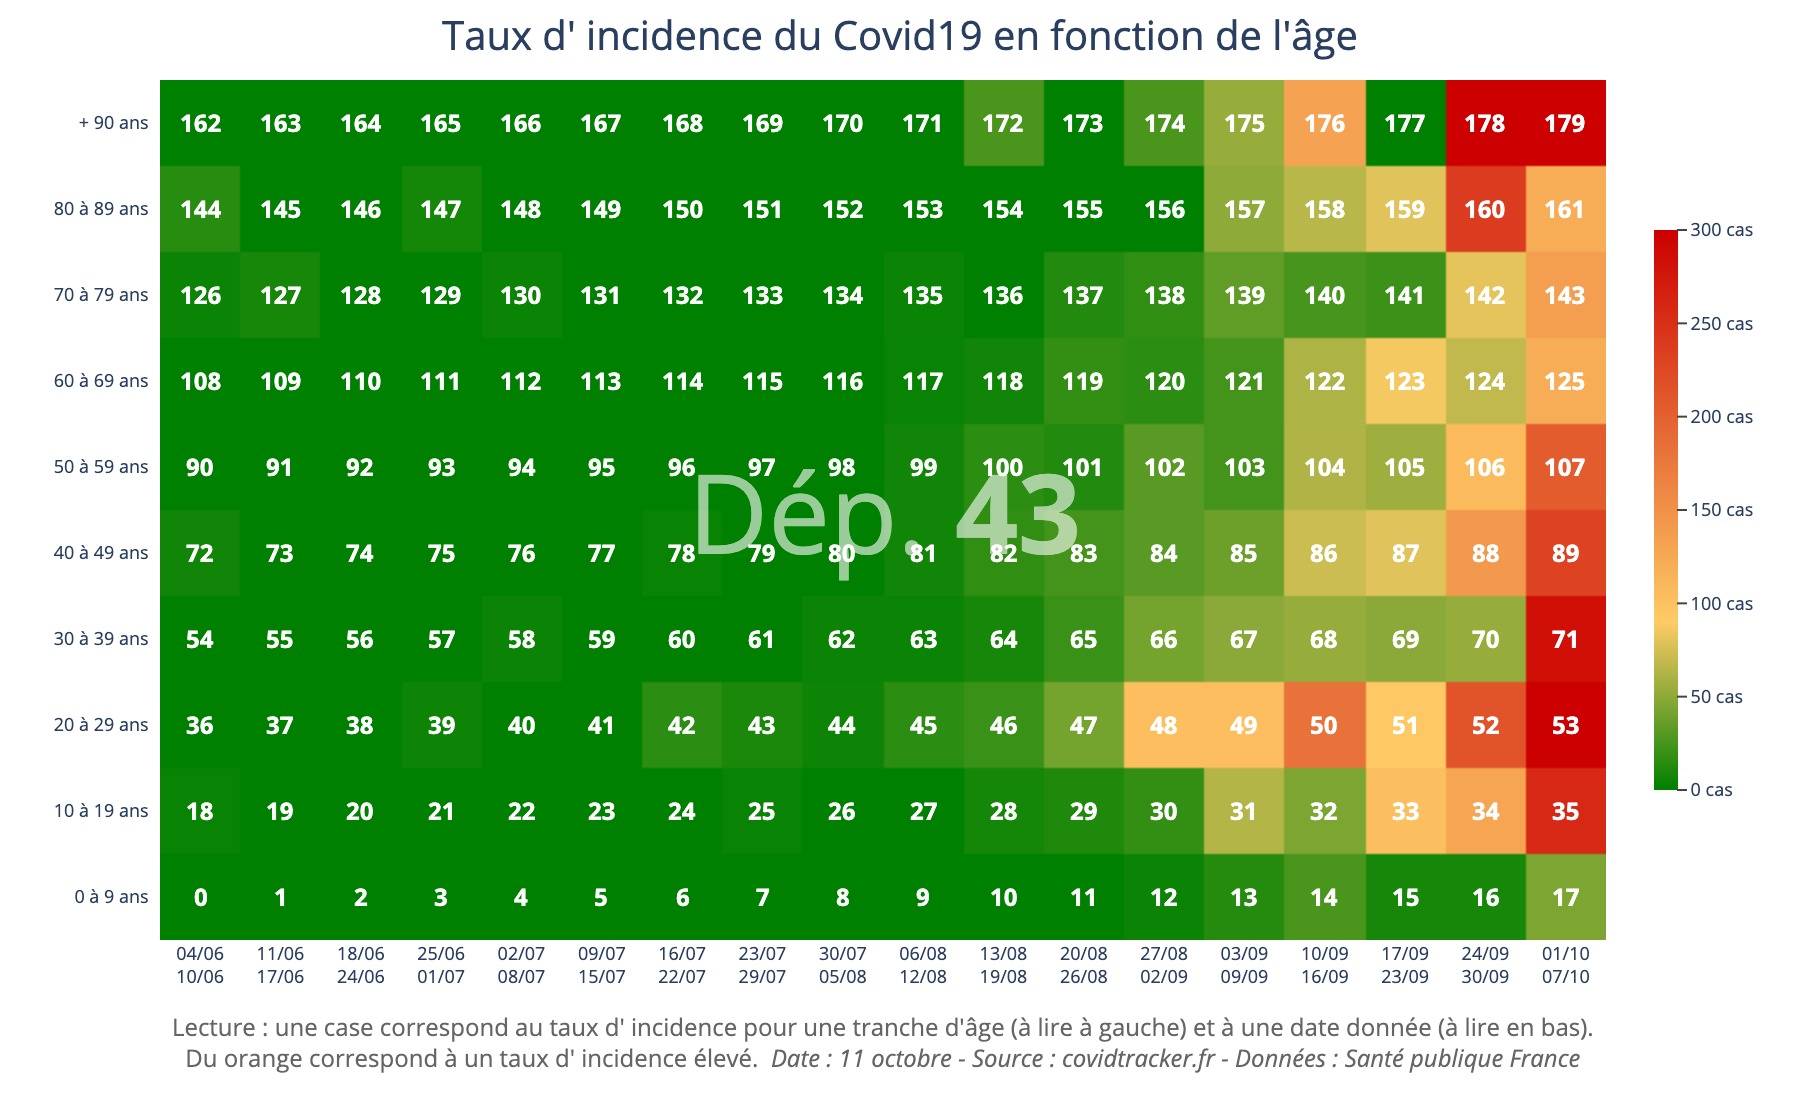 Taux d' incidence du Covid19 en fonction de l'âge
+ 90 ans 162 163 164 165 166 167 168 169 170 171 172 173 174 175 176 177 178 179
80 à 89 ans 144 145 146 147 148 149 150 151 152 153 154 155 156 157 158 159 160 161
70 à 79 ans 126 127 128 129 130 131 132 133 134 135 136 137 138 139 140 141 142 143
60 à 69 ans 108 109 110 111 112 113 114 115 116 117 118 119 120 121 122 123 124 125
50 à 59 ans 90 91 92 93 94 95 96 97 98 99 100 101 102 103 104 105 106 107
Dép. 43
40 à 49 ans 72 73 74 75 76 77 78 79 80 81 82 83 84 85 86 87 88 89
30 à 39 ans 54 55 56 57 58 59 60 61 62 63 64 65 66 67 68 69 70 71
20 à 29 ans 36 37 38 39 40 41 42 43 44 45 46 47 48 49 50 51 52 53
10 à 19 ans 18 19 20 21 22 23 24 25 26 27 28 29 30 31 32 33 34 35
0 à 9 ans 0 1 2 3 4 5 6 7 8 9 10 11 12 13 14 15 16 17
04/06 11/06 18/06 25/06 02/07 09/07 16/07 23/07 30/07 06/08 13/08 20/08 27/08 03/09 10/09 17/09 24/09 01/10
10/06 17/06 24/06 01/07 08/07 15/07 22/07 29/07 05/08 12/08 19/08 26/08 02/09 09/09 16/09 23/09 30/09 07/10
300 cas
250 cas
200 cas
150 cas
100 cas
50 cas
0 cas
Lecture : une case correspond au taux d' incidence pour une tranche d'âge (à lire à gauche) et à une date donnée (à lire en bas).
Du orange correspond à un taux d' incidence élevé. Date : 11 octobre - Source : covidtracker.fr - Données : Santé publique France